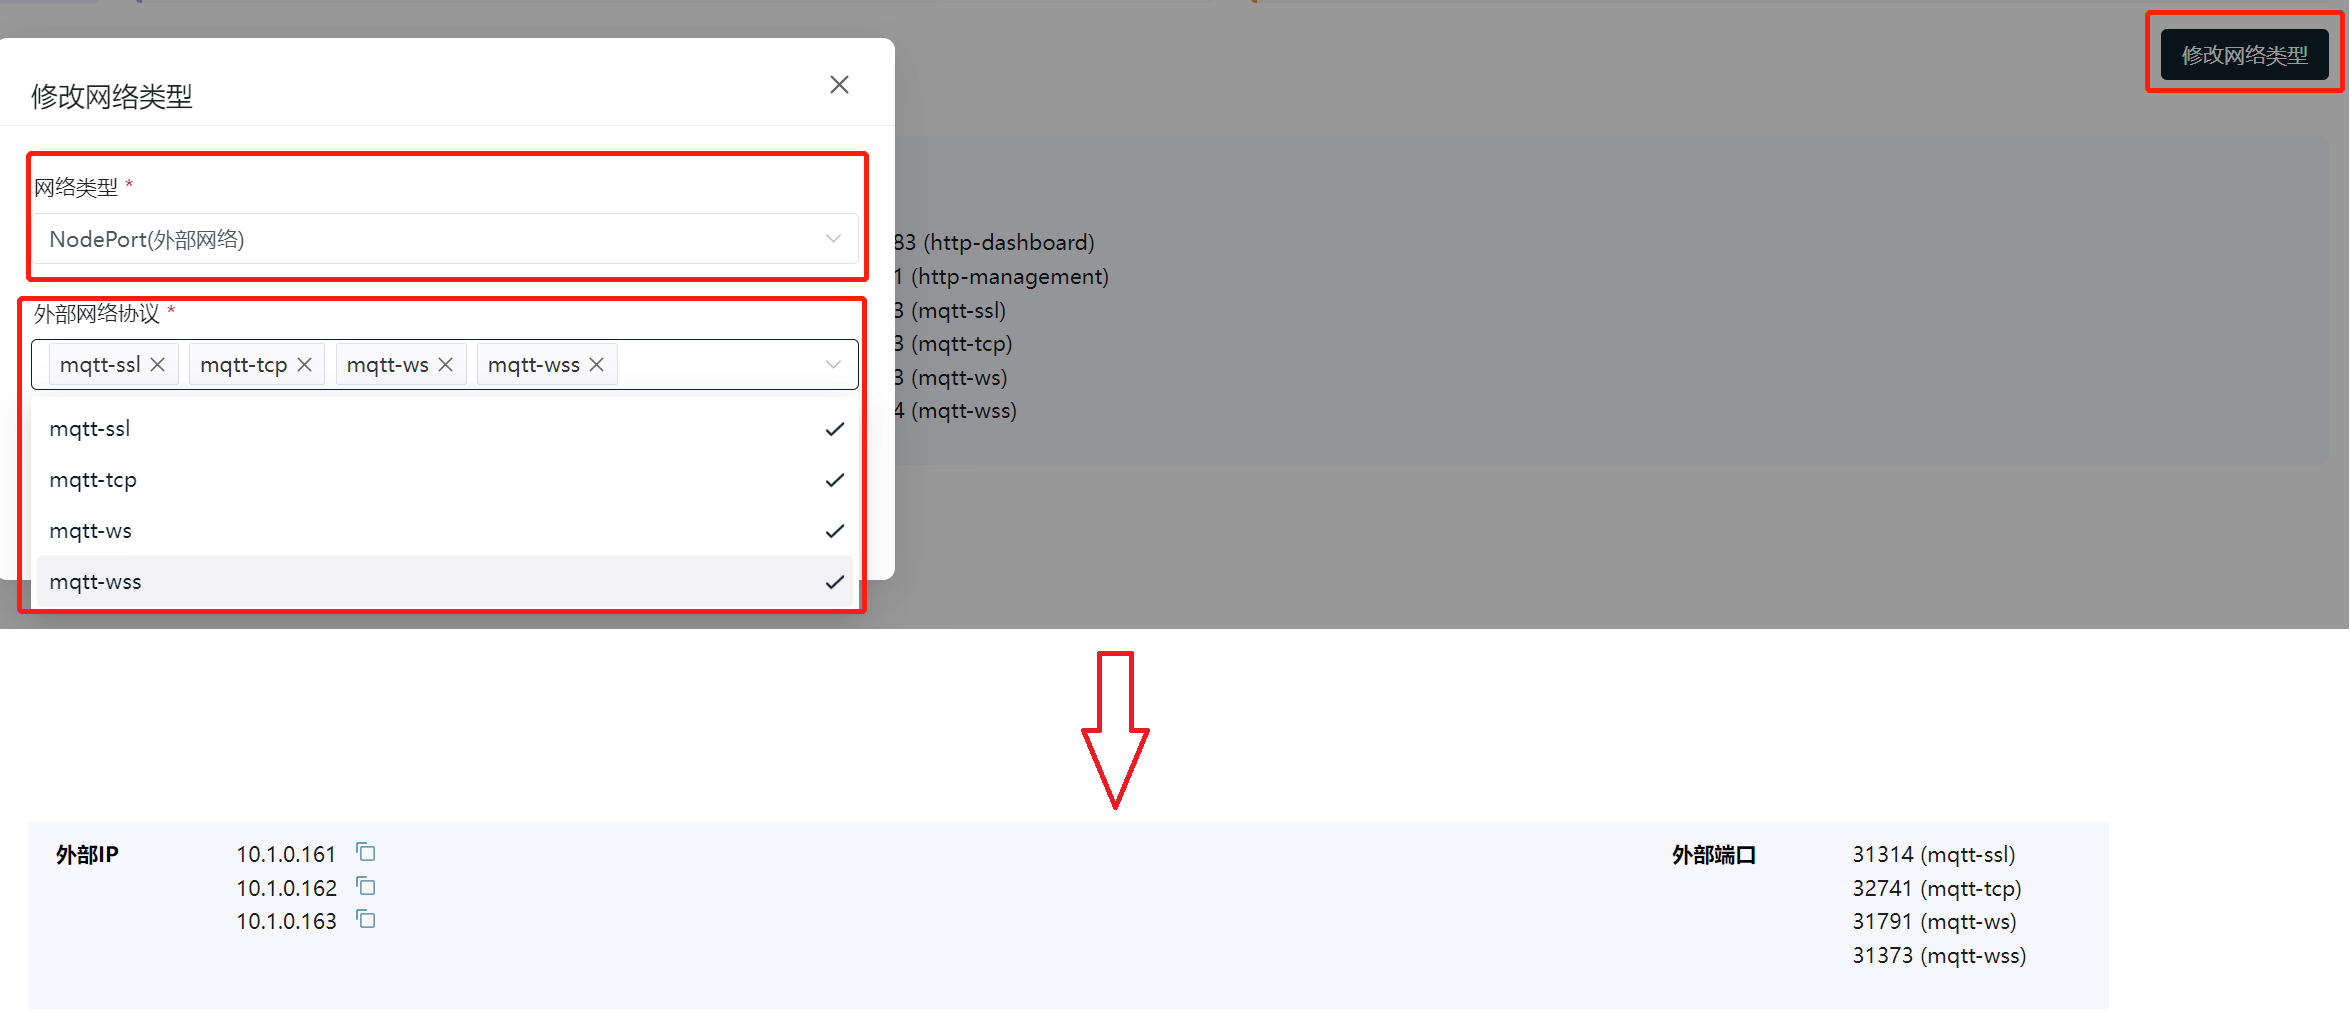 修改网络类型
修改网络类型
网络类型 *
NodePort(外部网络)
外部网络协议 *
mqtt-ssl mqtt-tcp mqtt-ws mqtt-wss
mqtt-ssl
mqtt-tcp
mqtt-ws
mqtt-wss
83 (http-dashboard)
1 (http-management)
3 (mqtt-ssl)
3 (mqtt-tcp)
3 (mqtt-ws)
4 (mqtt-wss)
外部IP
10.1.0.161
10.1.0.162
10.1.0.163
外部端口
31314 (mqtt-ssl)
32741 (mqtt-tcp)
31791 (mqtt-ws)
31373 (mqtt-wss)